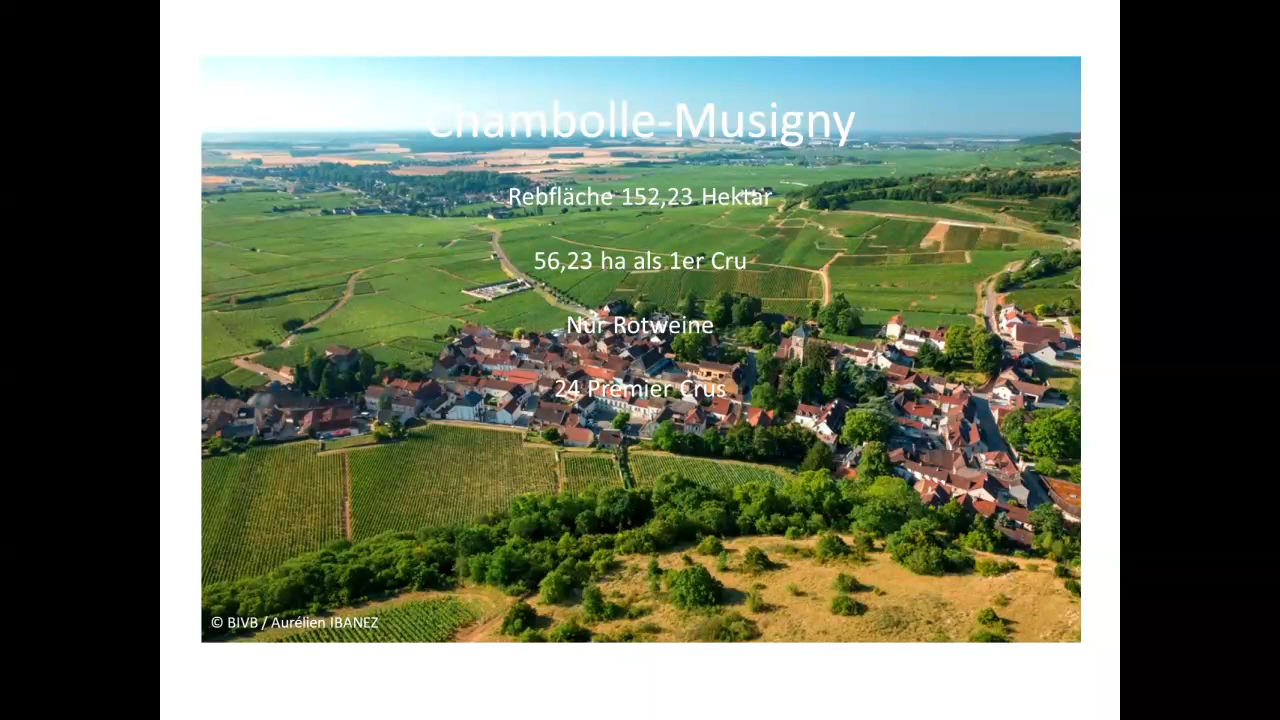 Chambolle-Musigny
Rebfläche 152,23 Hektar
56,23 ha als 1er Cru
Nur Rotweine
24 Premier Crus
© BIVB / Aurélien IBANEZ